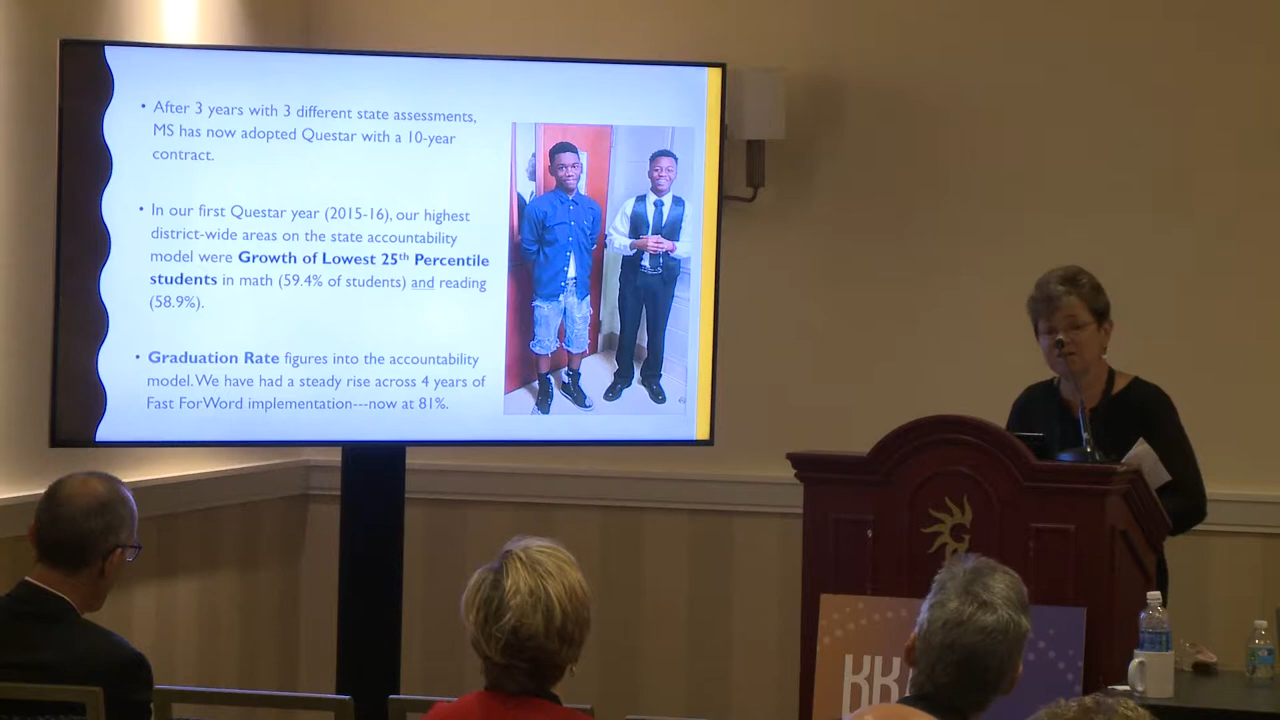 • After 3 years with 3 different state assessments,
MS has now adopted Questar with a 10-year
contract.
• In our first Questar year (2015-16), our highest
district-wide areas on the state accountability
model were Growth of Lowest 25th Percentile
students in math (59.4% of students) and reading
(58.9%).
• Graduation Rate figures into the accountability
model. We have had a steady rise across 4 years of
Fast ForWord implementation---now at 81%.